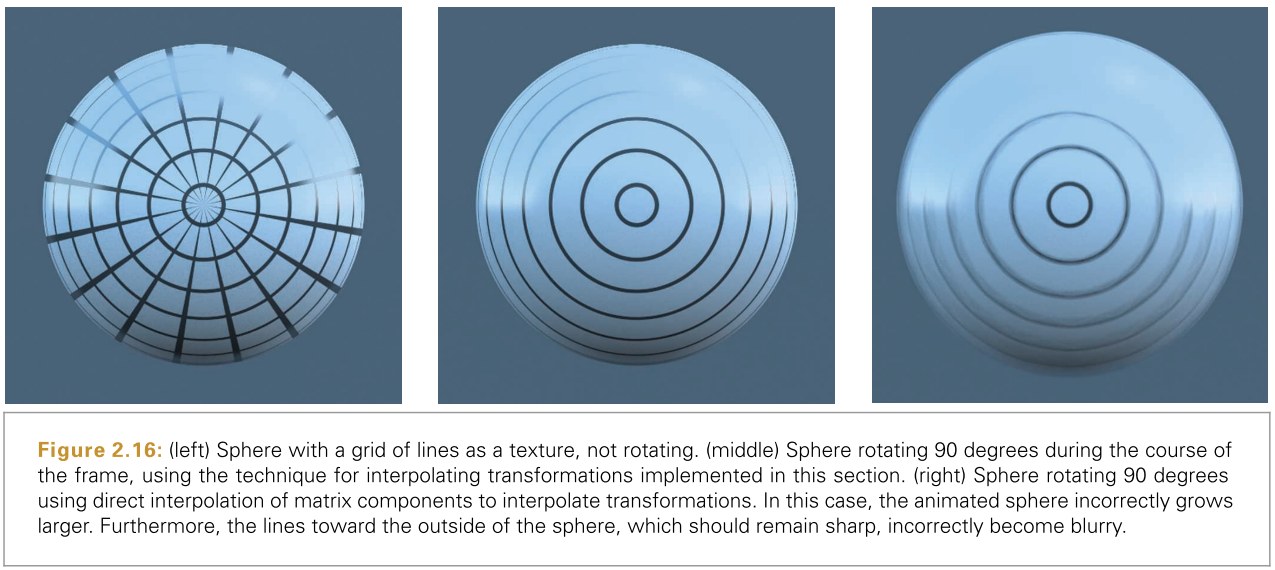 Figure 2.16: (left) Sphere with a grid of lines as a texture, not rotating. (middle) Sphere rotating 90 degrees during the course of
the frame, using the technique for interpolating transformations implemented in this section. (right) Sphere rotating 90 degrees
using direct interpolation of matrix components to interpolate transformations. In this case, the animated sphere incorrectly grows
larger. Furthermore, the lines toward the outside of the sphere, which should remain sharp, incorrectly become blurry.